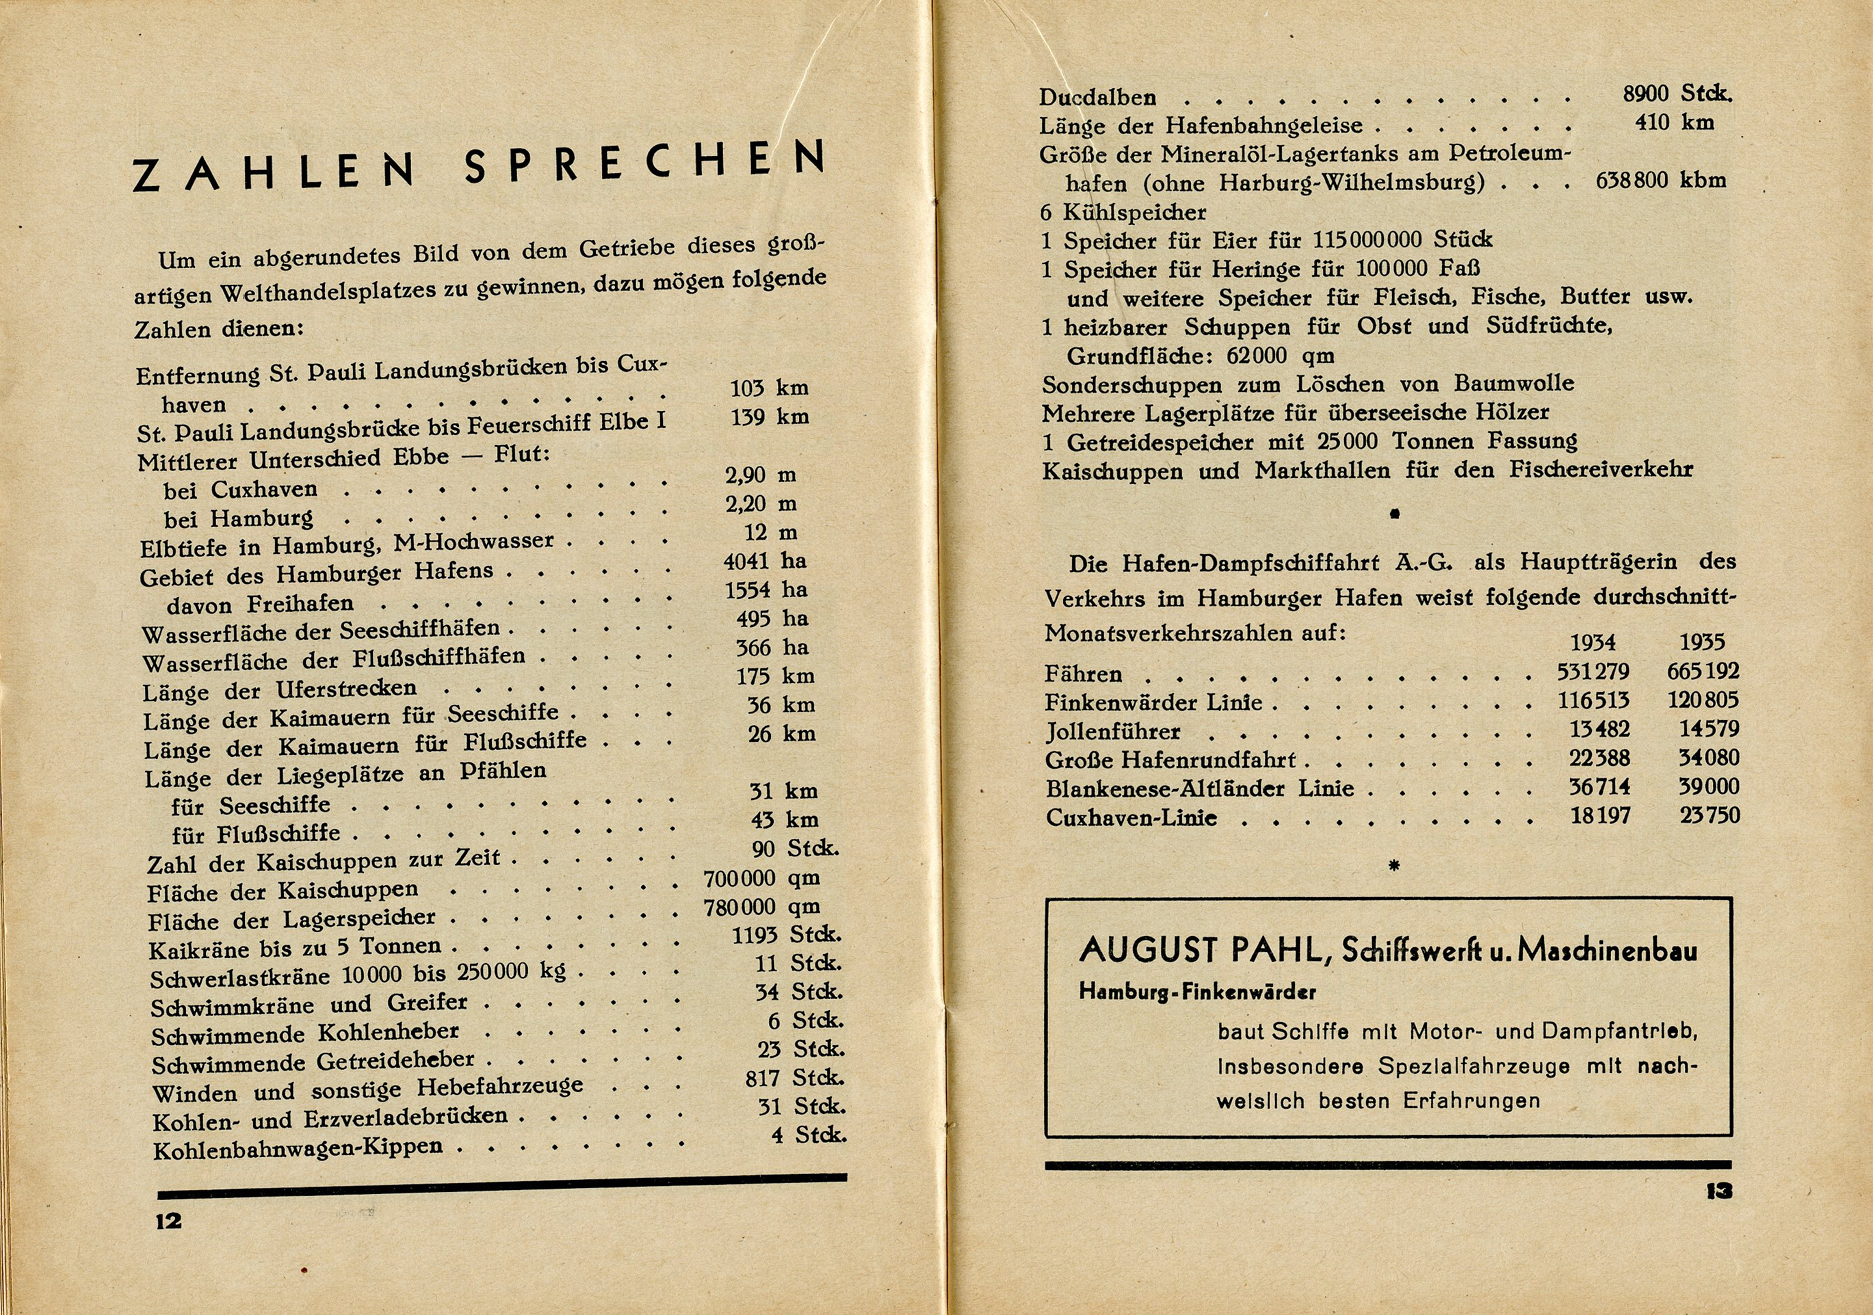 ZAHLEN SPRECHEN
Um ein abgerundetes Bild von dem Getriebe dieses groß-
artigen Welthandelsplatzes zu gewinnen, dazu mögen folgende
Zahlen dienen:
Entfernung St. Pauli Landungsbrücken bis Cux-
haven . . . . . . . . . . . . . . 103 km
St. Pauli Landungsbrücke bis Feuerschiff Elbe I 139 km
Mittlerer Unterschied Ebbe — Flut:
bei Cuxhaven . . . . . . . . . . . 2,90 m
bei Hamburg . . . . . . . . . . . 2,20 m
Elbtiefe in Hamburg, M-Hochwasser . . . . 12 m
Gebiet des Hamburger Hafens . . . . . . 4041 ha
davon Freihafen . . . . . . . . . . 1554 ha
Wasserfläche der Seeschiffhäfen . . . . . . 495 ha
Wasserfläche der Flußschiffhäfen . . . . . 366 ha
Länge der Uferstrecken . . . . . . . . 175 km
Länge der Kaimauern für Seeschiffe . . . . 36 km
Länge der Kaimauern für Flußschiffe . . . 26 km
Länge der Liegeplätze an Pfählen
für Seeschiffe . . . . . . . . . . . 31 km
für Flußschiffe . . . . . . . . . . . 43 km
Zahl der Kaischuppen zur Zeit . . . . . . 90 Stck.
Fläche der Kaischuppen . . . . . . . . 700000 qm
Fläche der Lagerspeicher . . . . . . . . 780000 qm
Kaikräne bis zu 5 Tonnen . . . . . . . . 1193 Stck.
Schwerlastkräne 10000 bis 250000 kg . . . . 11 Stck.
Schwimmkräne und Greifer . . . . . . . 34 Stck.
Schwimmende Kohlenheber . . . . . . . 6 Stck.
Schwimmende Getreideheber . . . . . . . 23 Stck.
Winden und sonstige Hebefahrzeuge . . . 817 Stck.
Kohlen- und Erzverladebrücken . . . . . . 31 Stck.
Kohlenbahnwagen-Kippen . . . . . . . . 4 Stck.
12
Ducdalben . . . . . . . . . . . . . 8900 Stck.
Länge der Hafenbahngeleise . . . . . . . 410 km
Größe der Mineralöl-Lagertanks am Petroleum-
hafen (ohne Harburg-Wilhelmsburg) . . . 638800 kbm
6 Kühlspeicher
1 Speicher für Eier für 115000000 Stück
1 Speicher für Heringe für 100000 Faß
und weitere Speicher für Fleisch, Fische, Butter usw.
1 heizbarer Schuppen für Obst und Südfrüchte,
Grundfläche: 62000 qm
Sonderschuppen zum Löschen von Baumwolle
Mehrere Lagerplätze für überseeische Hölzer
1 Getreidespeicher mit 25000 Tonnen Fassung
Kaischuppen und Markthallen für den Fischereiverkehr
Die Hafen-Dampfschiffahrt A.-G. als Hauptträgerin des
Verkehrs im Hamburger Hafen weist folgende durchschnitt-
Monatsverkehrszahlen auf: 1934 1935
Fähren . . . . . . . . . . . . . 531279 665192
Finkenwärder Linie . . . . . . . . . 116513 120805
Jollenführer . . . . . . . . . . . 13482 14579
Große Hafenrundfahrt . . . . . . . . 22388 34080
Blankenese-Altländer Linie . . . . . . 36714 39000
Cuxhaven-Linie . . . . . . . . . . 18197 23750
*
AUGUST PAHL, Schiffswerft u. Maschinenbau
Hamburg-Finkenwärder
baut Schiffe mit Motor- und Dampfantrieb,
insbesondere Spezialfahrzeuge mit nach-
weislich besten Erfahrungen
13